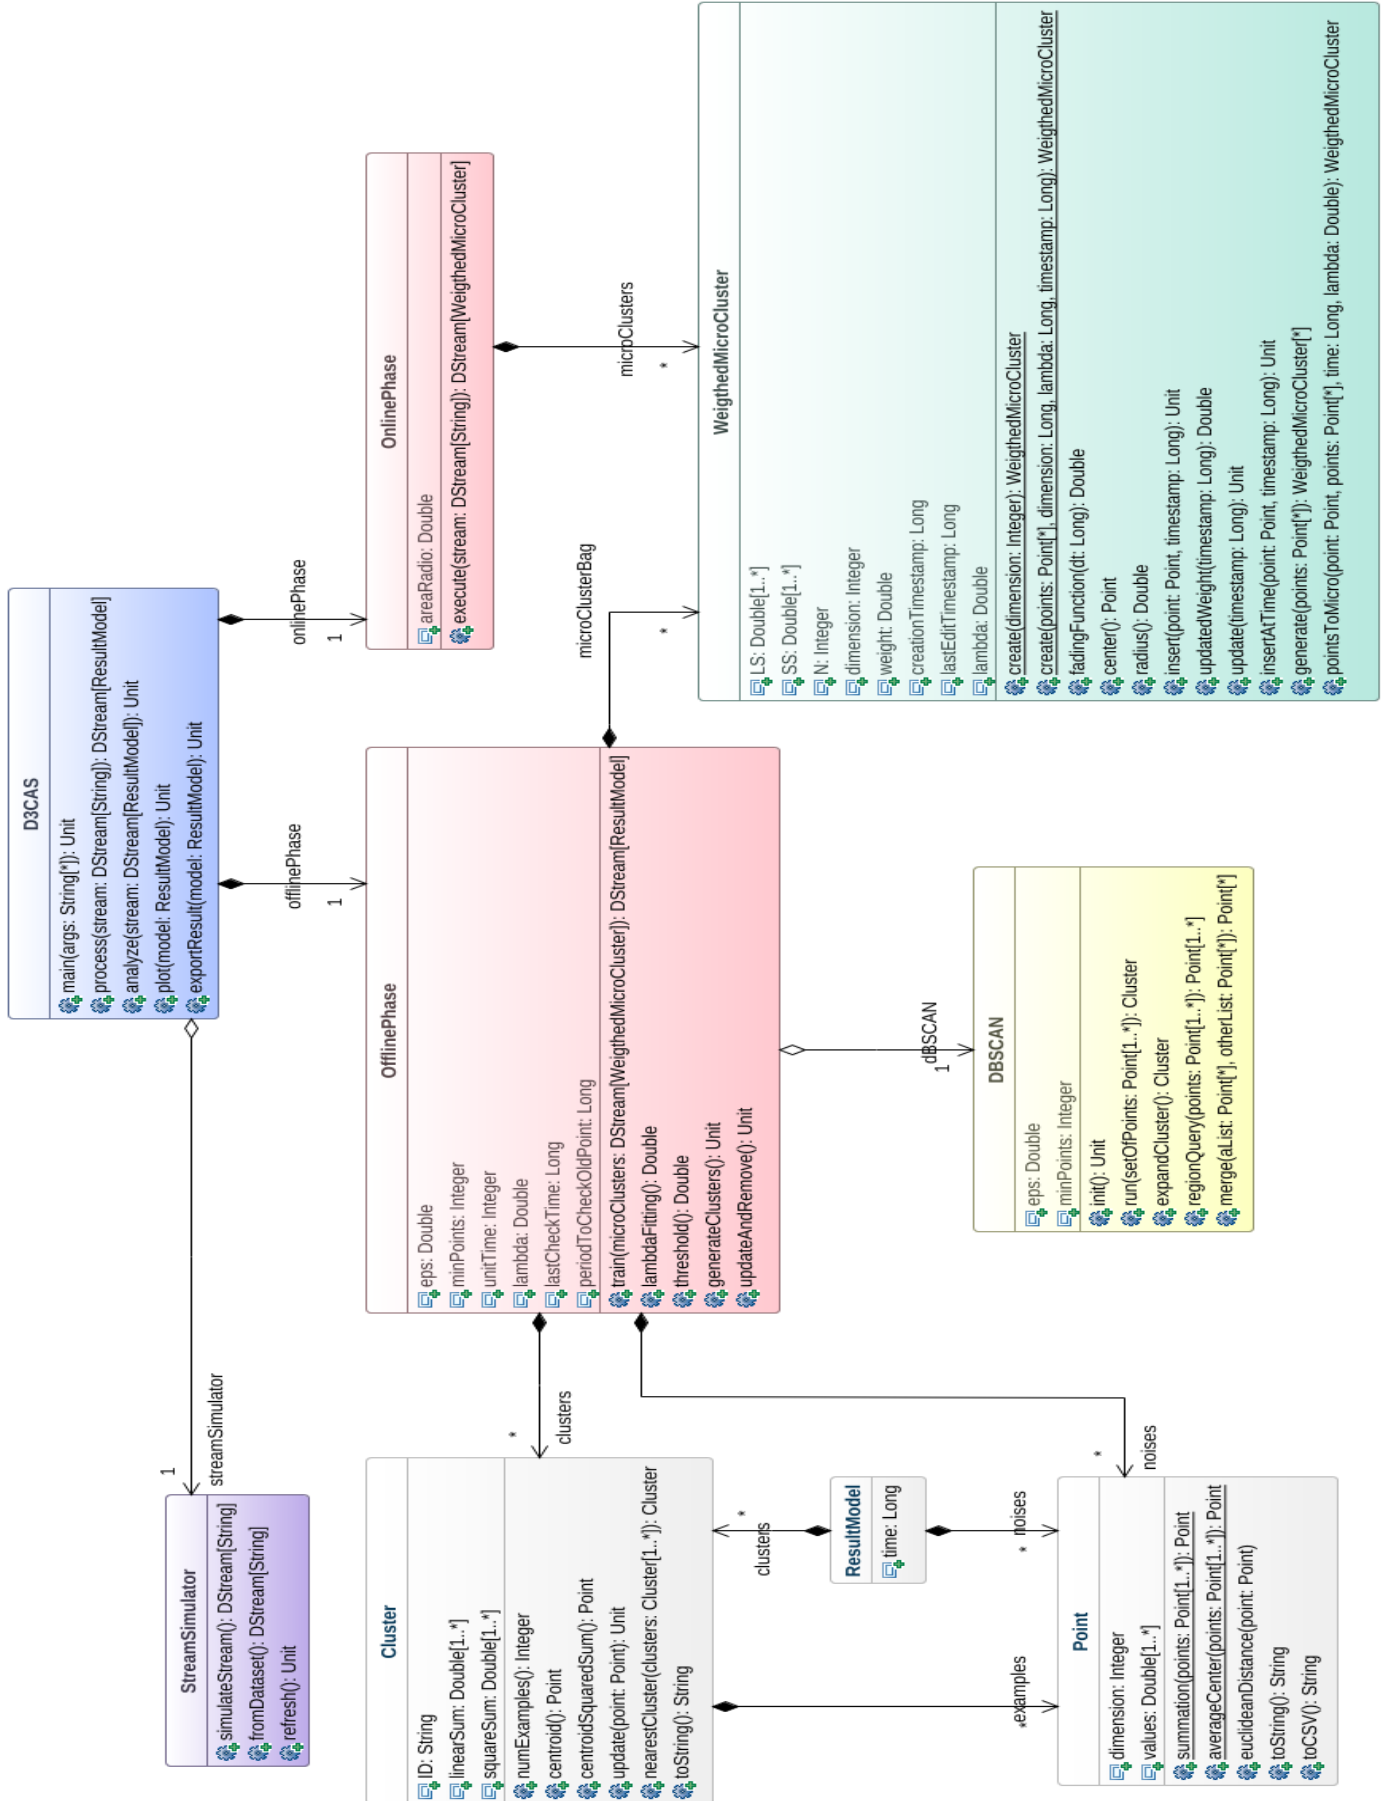 StreamSimulator
simulateStream(): DStream[String]
fromDataset(): DStream[String]
refresh(): Unit
1
streamSimulator
D3CAS
main(args: String[*]): Unit
process(stream: DStream[String]): DStream[ResultModel]
analyze(stream: DStream[ResultModel]): Unit
plot(model: ResultModel): Unit
exportResult(model: ResultModel): Unit
offlinePhase
1
onlinePhase
1
Cluster
ID: String
linearSum: Double[1..*]
squareSum: Double[1..*]
numExamples(): Integer
centroid(): Point
centroidSquaredSum(): Point
update(point: Point): Unit
nearestCluster(clusters: Cluster[1..*]): Cluster
toString(): String
*
clusters
OfflinePhase
eps: Double
minPoints: Integer
unitTime: Integer
lambda: Double
lastCheckTime: Long
periodToCheckOldPoint: Long
train(microClusters: DStream[WeigthedMicroCluster]): DStream[ResultModel]
lambdaFitting(): Double
threshold(): Double
generateClusters(): Unit
updateAndRemove(): Unit
microClusterBag
*
OnlinePhase
areaRadio: Double
execute(stream: DStream[String]): DStream[WeigthedMicroCluster]
microClusters
*
clusters
*
ResultModel
time: Long
* noises
*examples
Point
dimension: Integer
values: Double[1..*]
summation(points: Point[1..*]): Point
averageCenter(points: Point[1..*]): Point
euclideanDistance(point: Point)
toString(): String
toCSV(): String
*
noises
dBSCAN
1
DBSCAN
eps: Double
minPoints: Integer
init(): Unit
run(setOfPoints: Point[1..*]): Cluster
expandCluster(): Cluster
regionQuery(points: Point[1..*]): Point[1..*]
merge(aList: Point[*], otherList: Point[*]): Point[*]
WeigthedMicroCluster
LS: Double[1..*]
SS: Double[1..*]
N: Integer
dimension: Integer
weight: Double
creationTimestamp: Long
lastEditTimestamp: Long
lambda: Double
create(dimension: Integer): WeigthedMicroCluster
create(points: Point[*], dimension: Long, lambda: Long, timestamp: Long): WeigthedMicroCluster
fadingFunction(dt: Long): Double
center(): Point
radius(): Double
insert(point: Point, timestamp: Long): Unit
updatedWeight(timestamp: Long): Double
update(timestamp: Long): Unit
insertAtTime(point: Point, timestamp: Long): Unit
generate(points: Point[*]): WeigthedMicroCluster[*]
pointsToMicro(point: Point, points: Point[*], time: Long, lambda: Double): WeigthedMicroCluster